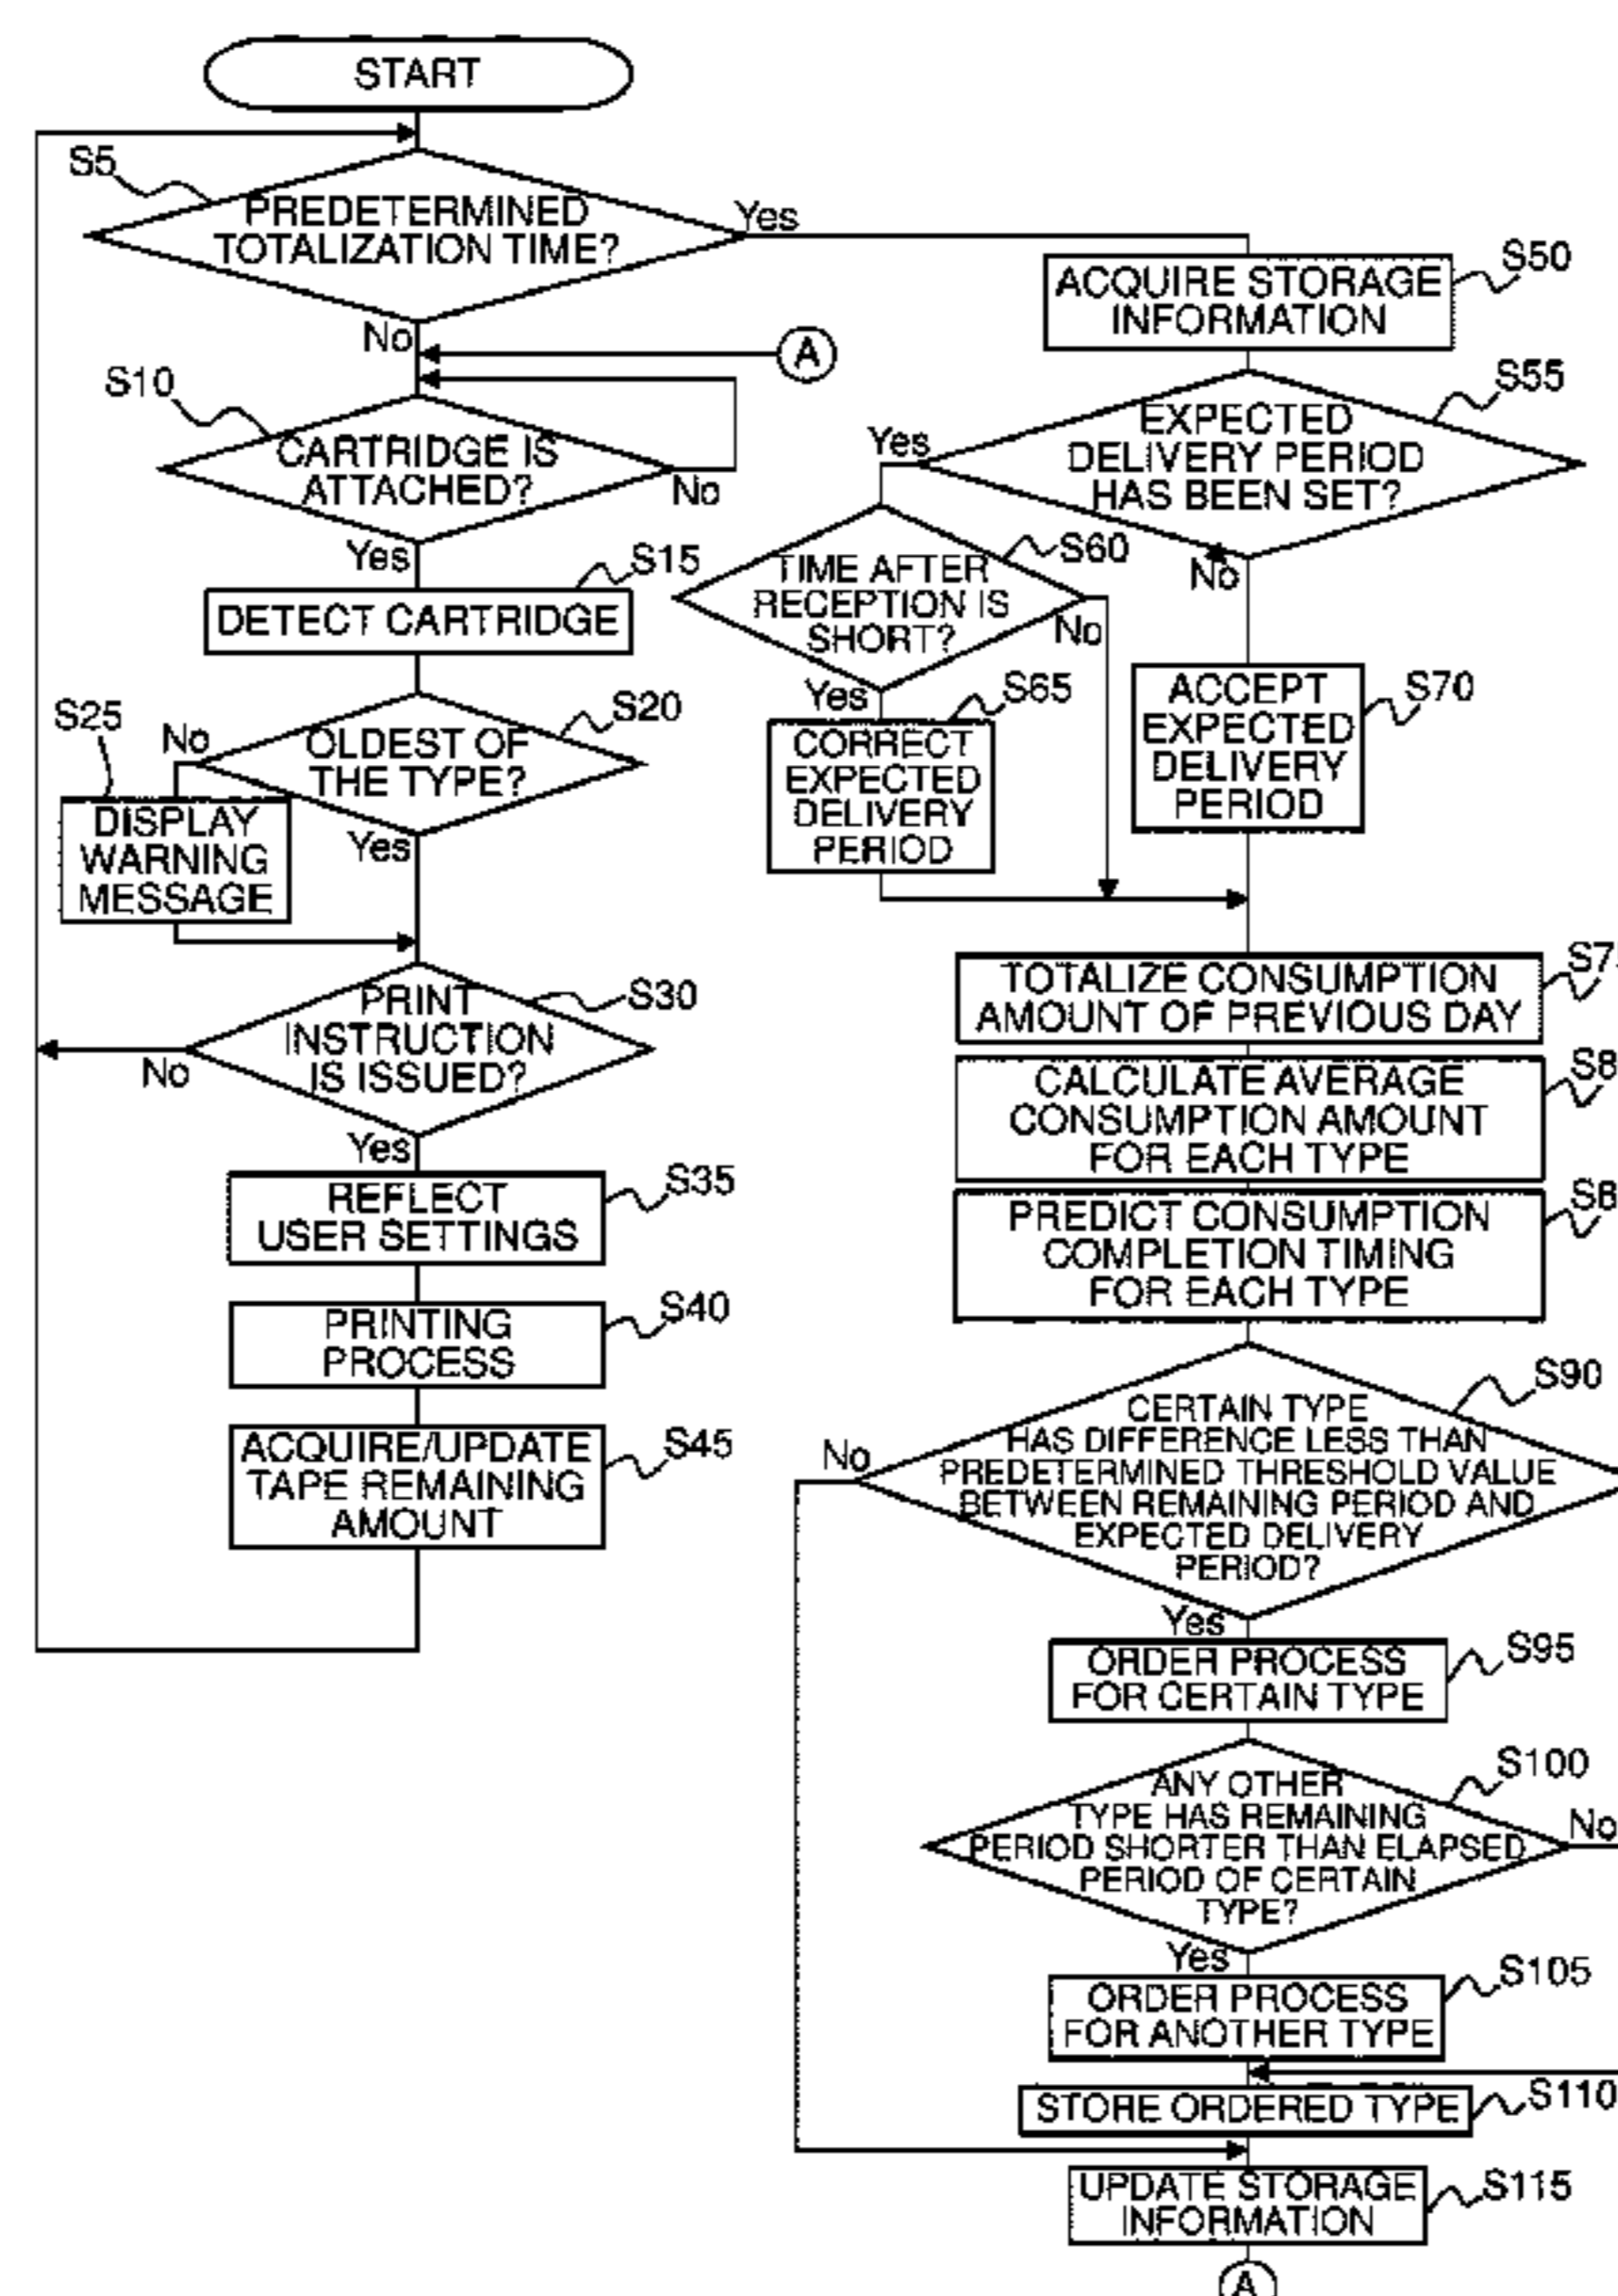 START
S5
PREDETERMINED
TOTALIZATION TIME?
Yes
No
A
S10
CARTRIDGE IS
ATTACHED?
No
Yes
S15
DETECT CARTRIDGE
S20
OLDEST OF
THE TYPE?
No
Yes
S25
DISPLAY
WARNING
MESSAGE
S30
PRINT
INSTRUCTION
IS ISSUED?
No
Yes
S35
REFLECT
USER SETTINGS
S40
PRINTING
PROCESS
S45
ACQUIRE/UPDATE
TAPE REMAINING
AMOUNT
S50
ACQUIRE STORAGE
INFORMATION
S55
EXPECTED
DELIVERY PERIOD
HAS BEEN SET?
Yes
No
S60
TIME AFTER
RECEPTION IS
SHORT?
No
Yes
S65
CORRECT
EXPECTED
DELIVERY
PERIOD
S70
ACCEPT
EXPECTED
DELIVERY
PERIOD
TOTALIZE CONSUMPTION
AMOUNT OF PREVIOUS DAY
CALCULATE AVERAGE
CONSUMPTION AMOUNT
FOR EACH TYPE
PREDICT CONSUMPTION
COMPLETION TIMING
FOR EACH TYPE
S90
CERTAIN TYPE
HAS DIFFERENCE LESS THAN
PREDETERMINED THRESHOLD VALUE
BETWEEN REMAINING PERIOD AND
EXPECTED DELIVERY
PERIOD?
No
Yes
S95
ORDER PROCESS
FOR CERTAIN TYPE
S100
ANY OTHER
TYPE HAS REMAINING
PERIOD SHORTER THAN ELAPSED
PERIOD OF CERTAIN
TYPE?
No
Yes
S105
ORDER PROCESS
FOR ANOTHER TYPE
S110
STORE ORDERED TYPE
S115
UPDATE STORAGE
INFORMATION
A